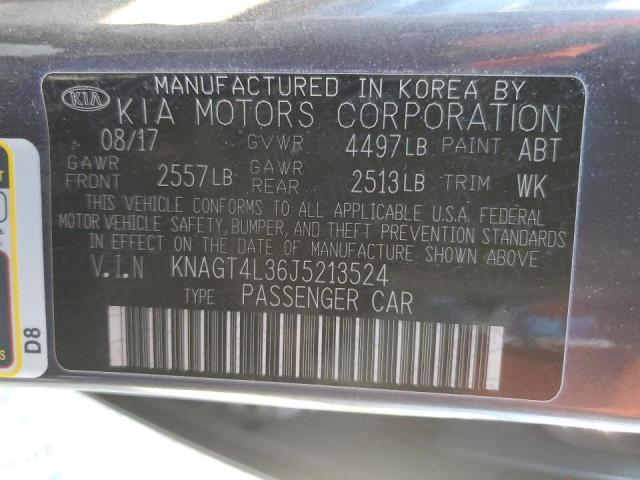 MANUFACTURED IN KOREA BY
KIA KIA MOTORS CORPORATION
08/17 GVWR 4497LB PAINT ABT
GAWR FRONT 2557LB GAWR REAR 2513LB TRIM WK
THIS VEHICLE CONFORMS TO ALL APPLICABLE U.S.A. FEDERAL
MOTOR VEHICLE SAFETY, BUMPER, AND THEFT PREVENTION STANDARDS
IN EFFECT ON THE DATE OF MANUFACTURE SHOWN ABOVE
V.I.N KNAGT4L36J5213524
TYPE PASSENGER CAR
D8